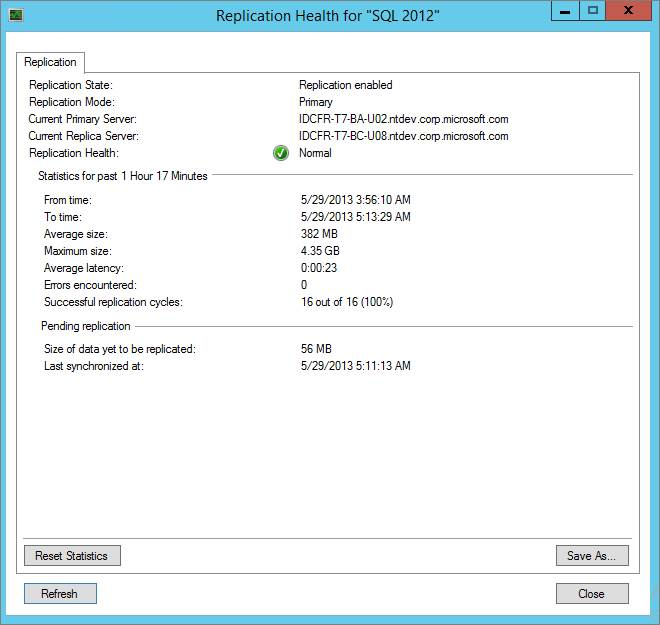 Replication Health for "SQL 2012"
Replication
Replication State: Replication enabled
Replication Mode: Primary
Current Primary Server: IDCFR-T7-BA-U02.ntdev.corp.microsoft.com
Current Replica Server: IDCFR-T7-BC-U08.ntdev.corp.microsoft.com
Replication Health: Normal
Statistics for past 1 Hour 17 Minutes
From time: 5/29/2013 3:56:10 AM
To time: 5/29/2013 5:13:29 AM
Average size: 382 MB
Maximum size: 4.35 GB
Average latency: 0:00:23
Errors encountered: 0
Successful replication cycles: 16 out of 16 (100%)
Pending replication
Size of data yet to be replicated: 56 MB
Last synchronized at: 5/29/2013 5:11:13 AM
Reset Statistics Save As...
Refresh Close